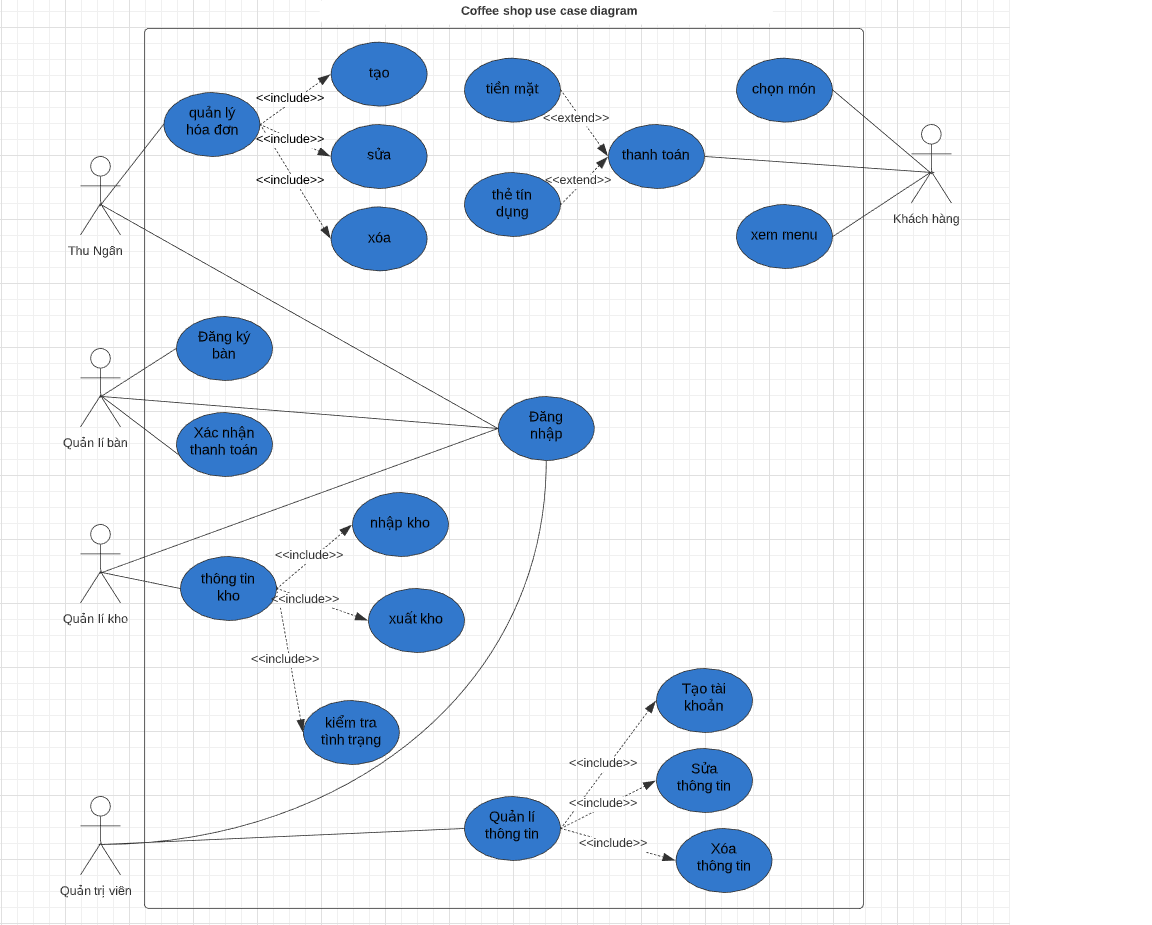 Coffee shop use case diagram
tạo
<<include>>
quản lý
hóa đơn
<<include>>
sửa
<<include>>
xóa
Thu Ngân
tiền mặt
<<extend>>
thanh toán
<<extend>>
thẻ tín
dụng
chọn món
Khách hàng
xem menu
Đăng ký
bàn
Quản lí bàn
Xác nhận
thanh toán
Đăng
nhập
nhập kho
<<include>>
thông tin
kho
<<include>>
xuất kho
Quản lí kho
<<include>>
kiểm tra
tình trạng
Tạo tài
khoản
<<include>>
Sửa
thông tin
<<include>>
Quản lí
thông tin
<<include>>
Xóa
thông tin
Quản trị viên